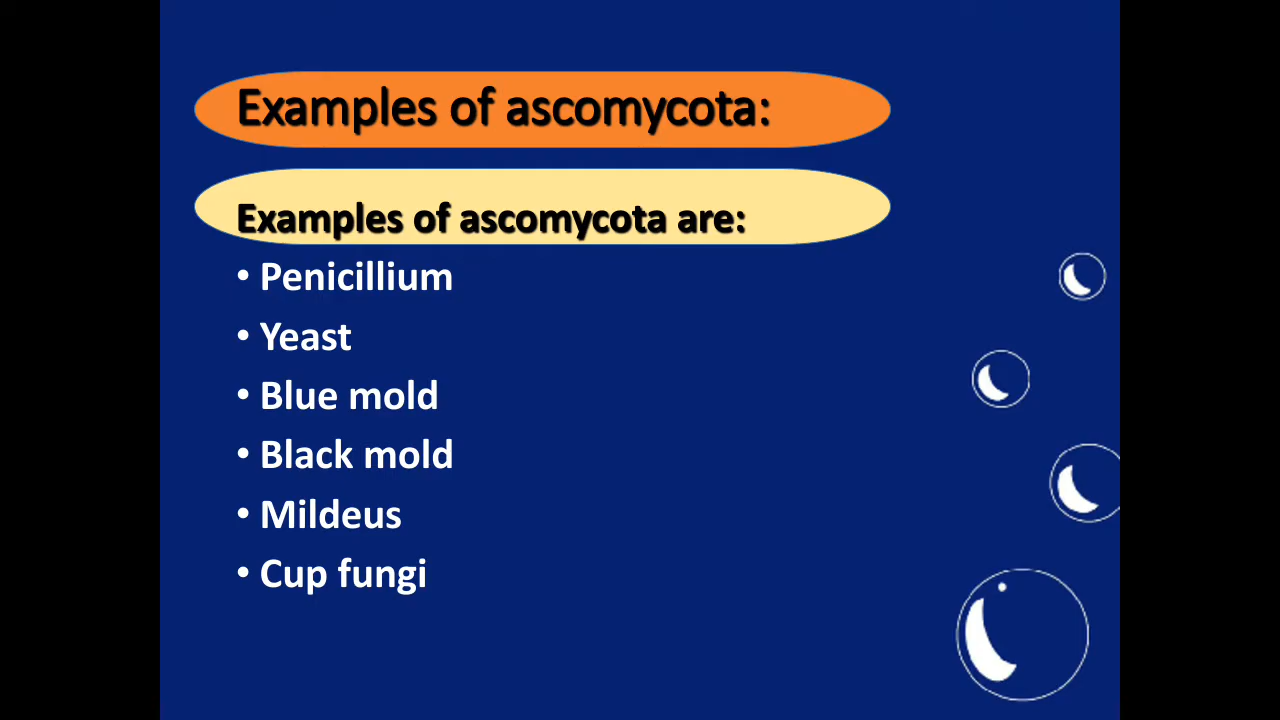 Examples of ascomycota:
Examples of ascomycota are:
• Penicillium
• Yeast
• Blue mold
• Black mold
• Mildeus
• Cup fungi